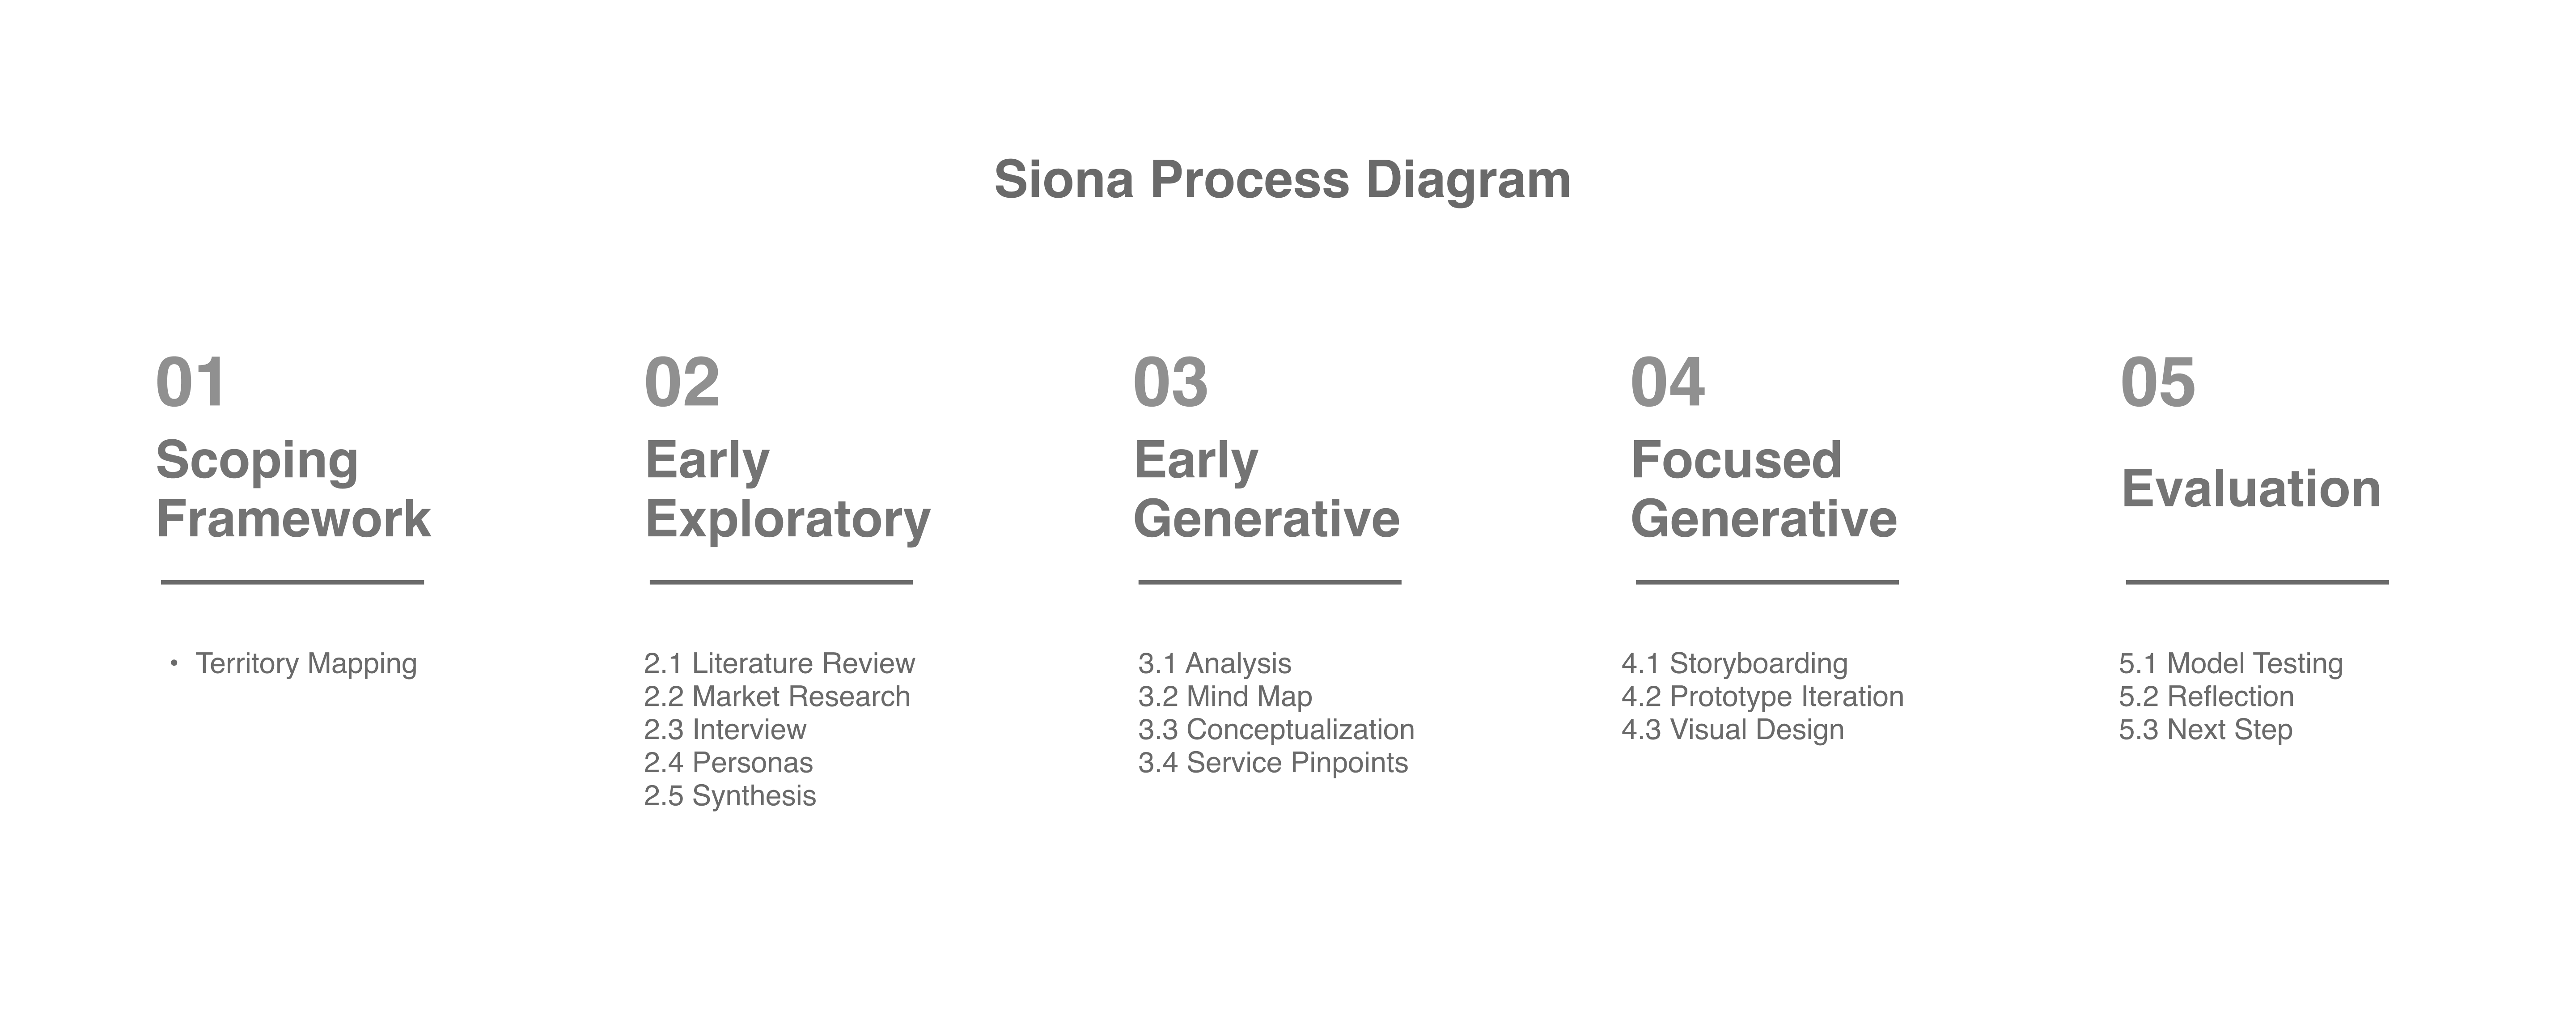 Siona Process Diagram
01
Scoping
Framework
• Territory Mapping
02
Early
Exploratory
2.1 Literature Review
2.2 Market Research
2.3 Interview
2.4 Personas
2.5 Synthesis
03
Early
Generative
3.1 Analysis
3.2 Mind Map
3.3 Conceptualization
3.4 Service Pinpoints
04
Focused
Generative
4.1 Storyboarding
4.2 Prototype Iteration
4.3 Visual Design
05
Evaluation
5.1 Model Testing
5.2 Reflection
5.3 Next Step